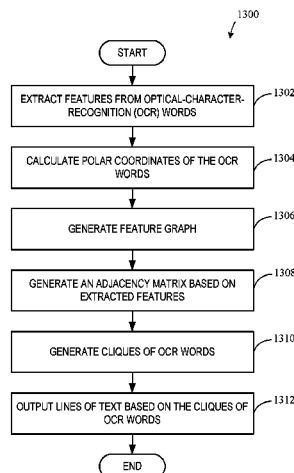 1300
START
EXTRACT FEATURES FROM OPTICAL-CHARACTER-
RECOGNITION (OCR) WORDS
1302
CALCULATE POLAR COORDINATES OF THE OCR
WORDS
1304
GENERATE FEATURE GRAPH
1306
GENERATE AN ADJACENCY MATRIX BASED ON
EXTRACTED FEATURES
1308
GENERATE CLIQUES OF OCR WORDS
1310
OUTPUT LINES OF TEXT BASED ON THE CLIQUES OF
OCR WORDS
1312
END